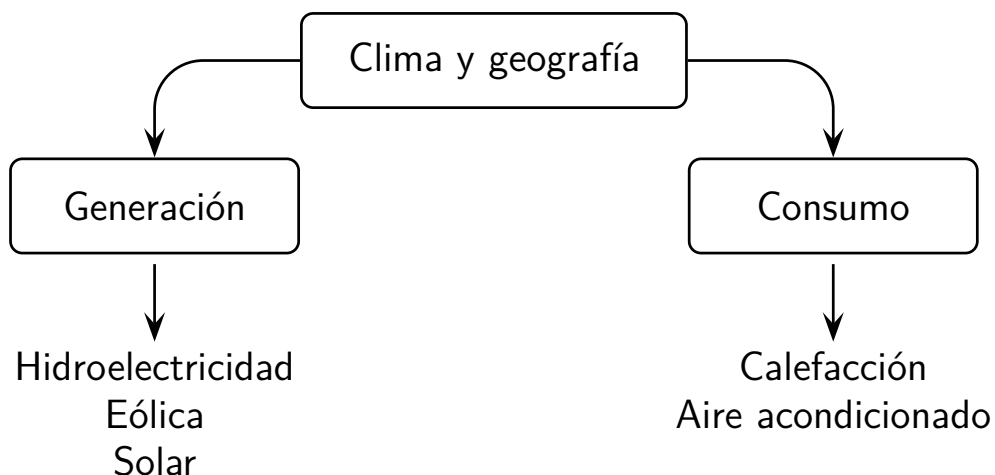 Clima y geografía
Generación
Consumo
Hidroelectricidad
Eólica
Solar
Calefacción
Aire acondicionado